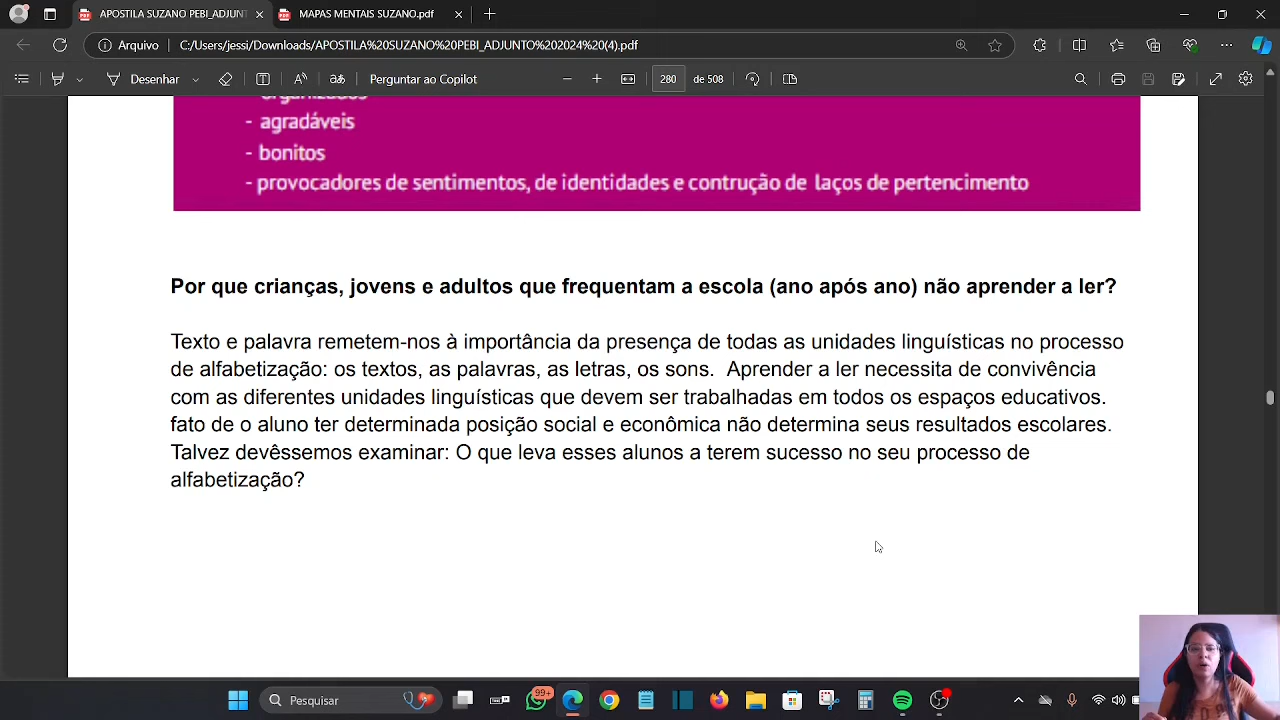 APOSTILA SUZANO PEBI_ADJUNT
MAPAS MENTAIS SUZANO.pdf
Arquivo
C:/Users/jessi/Downloads/APOSTILA%20SUZANO%20PEBI_ADJUNTO%202024%20(4).pdf
Desenhar
Perguntar ao Copilot
280
de 508
organizados
- agradáveis
- bonitos
- provocadores de sentimentos, de identidades e contrução de laços de pertencimento
Por que crianças, jovens e adultos que frequentam a escola (ano após ano) não aprender a ler?
Texto e palavra remetem-nos à importância da presença de todas as unidades linguísticas no processo
de alfabetização: os textos, as palavras, as letras, os sons. Aprender a ler necessita de convivência
com as diferentes unidades linguísticas que devem ser trabalhadas em todos os espaços educativos.
fato de o aluno ter determinada posição social e econômica não determina seus resultados escolares.
Talvez devêssemos examinar: O que leva esses alunos a terem sucesso no seu processo de
alfabetização?
Pesquisar
99+